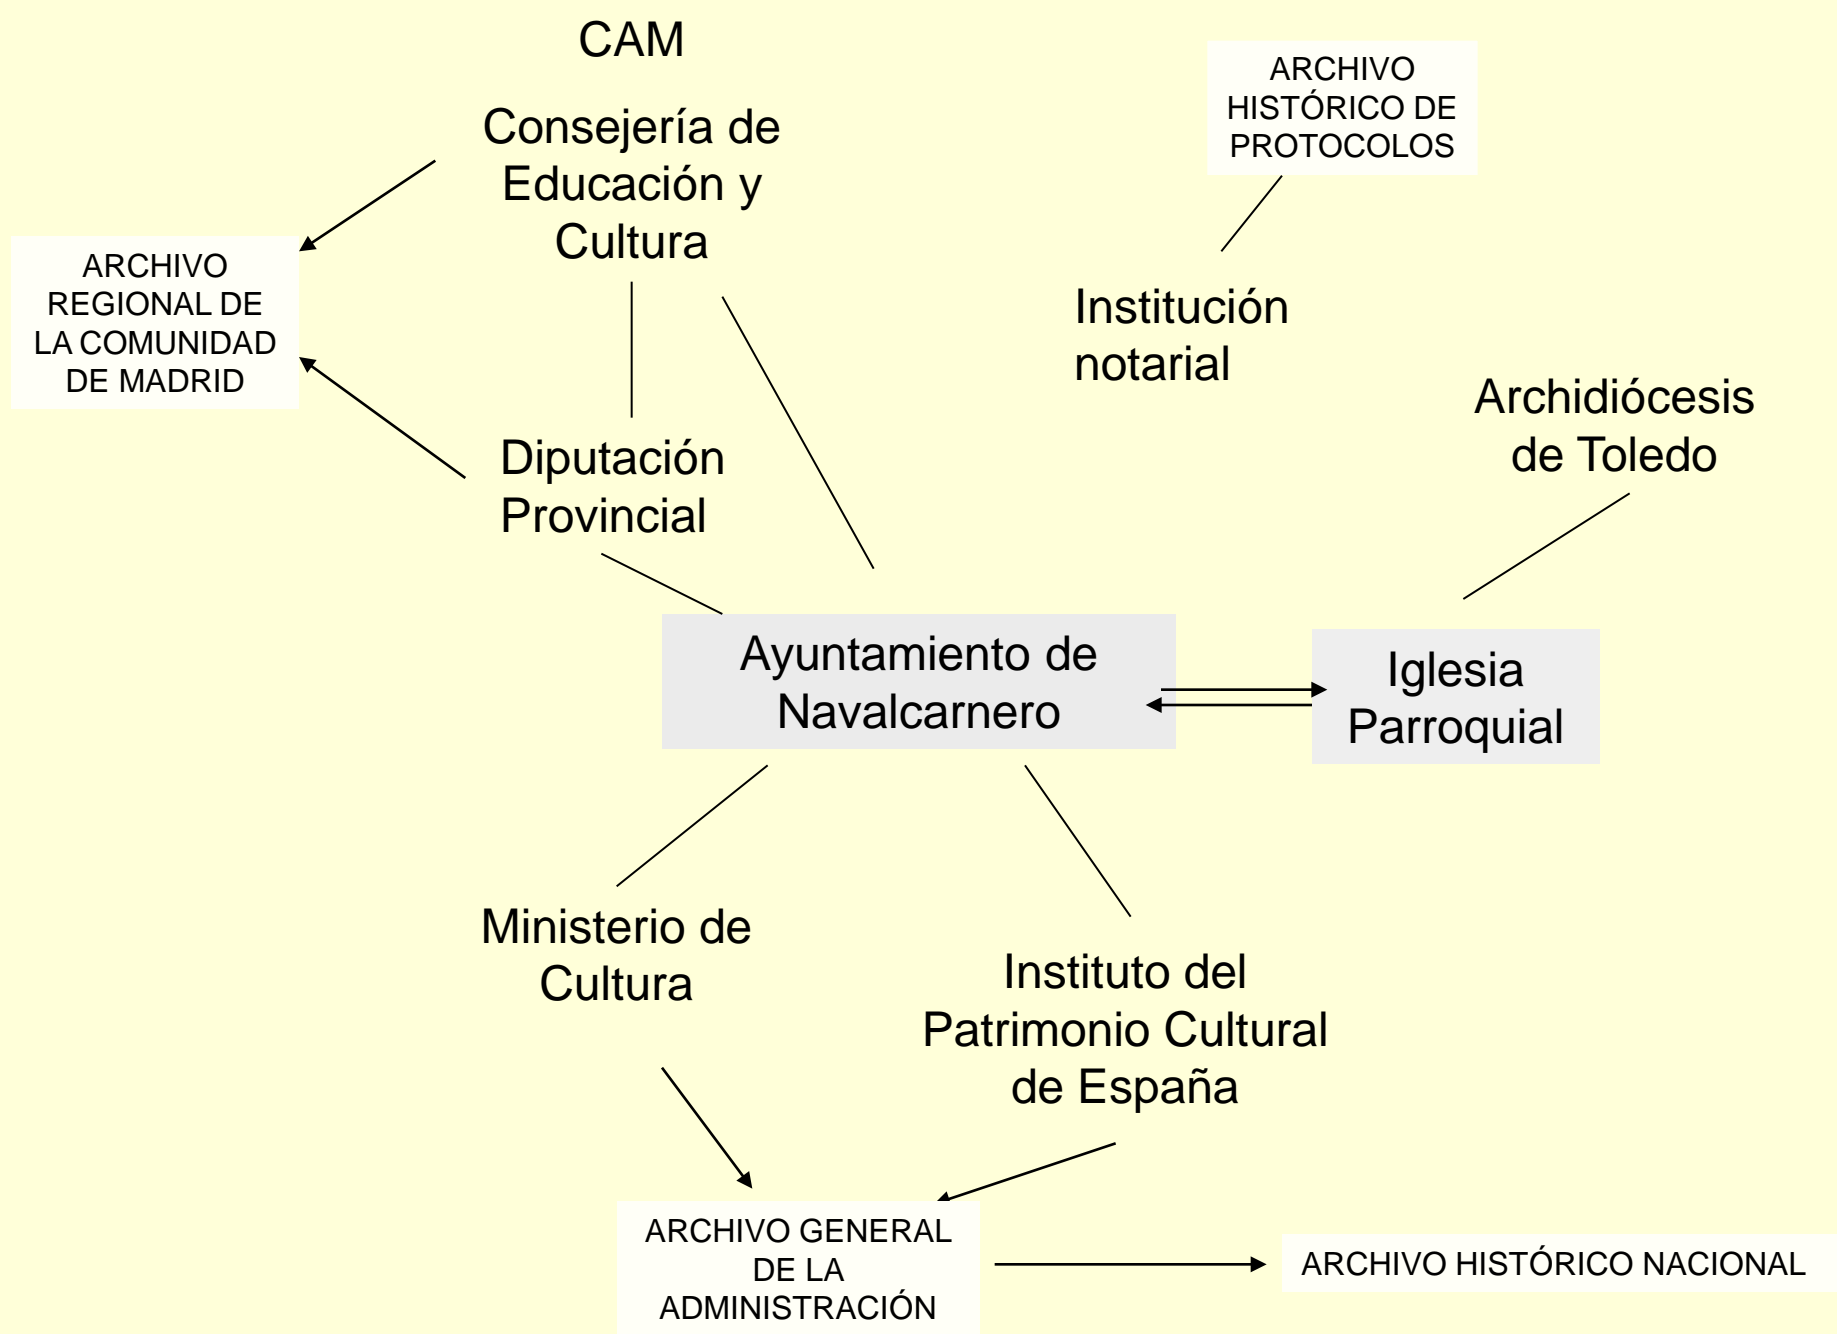 CAM
Consejería de
Educación y
Cultura
ARCHIVO
HISTÓRICO DE
PROTOCOLOS
ARCHIVO
REGIONAL DE
LA COMUNIDAD
DE MADRID
Institución
notarial
Archidiócesis
de Toledo
Diputación
Provincial
Ayuntamiento de
Navalcarnero
Iglesia
Parroquial
Ministerio de
Cultura
Instituto del
Patrimonio Cultural
de España
ARCHIVO GENERAL
DE LA
ADMINISTRACIÓN
ARCHIVO HISTÓRICO NACIONAL